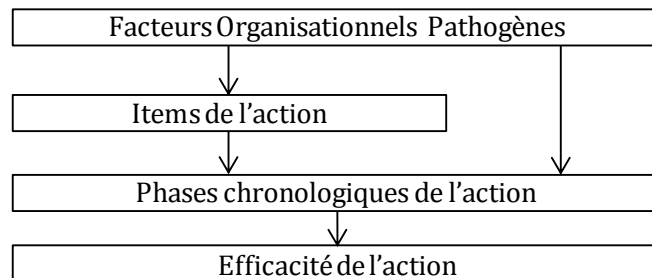 Facteurs Organisationnels Pathogènes
Items de l'action
Phases chronologiques de l'action
Efficacité de l'action